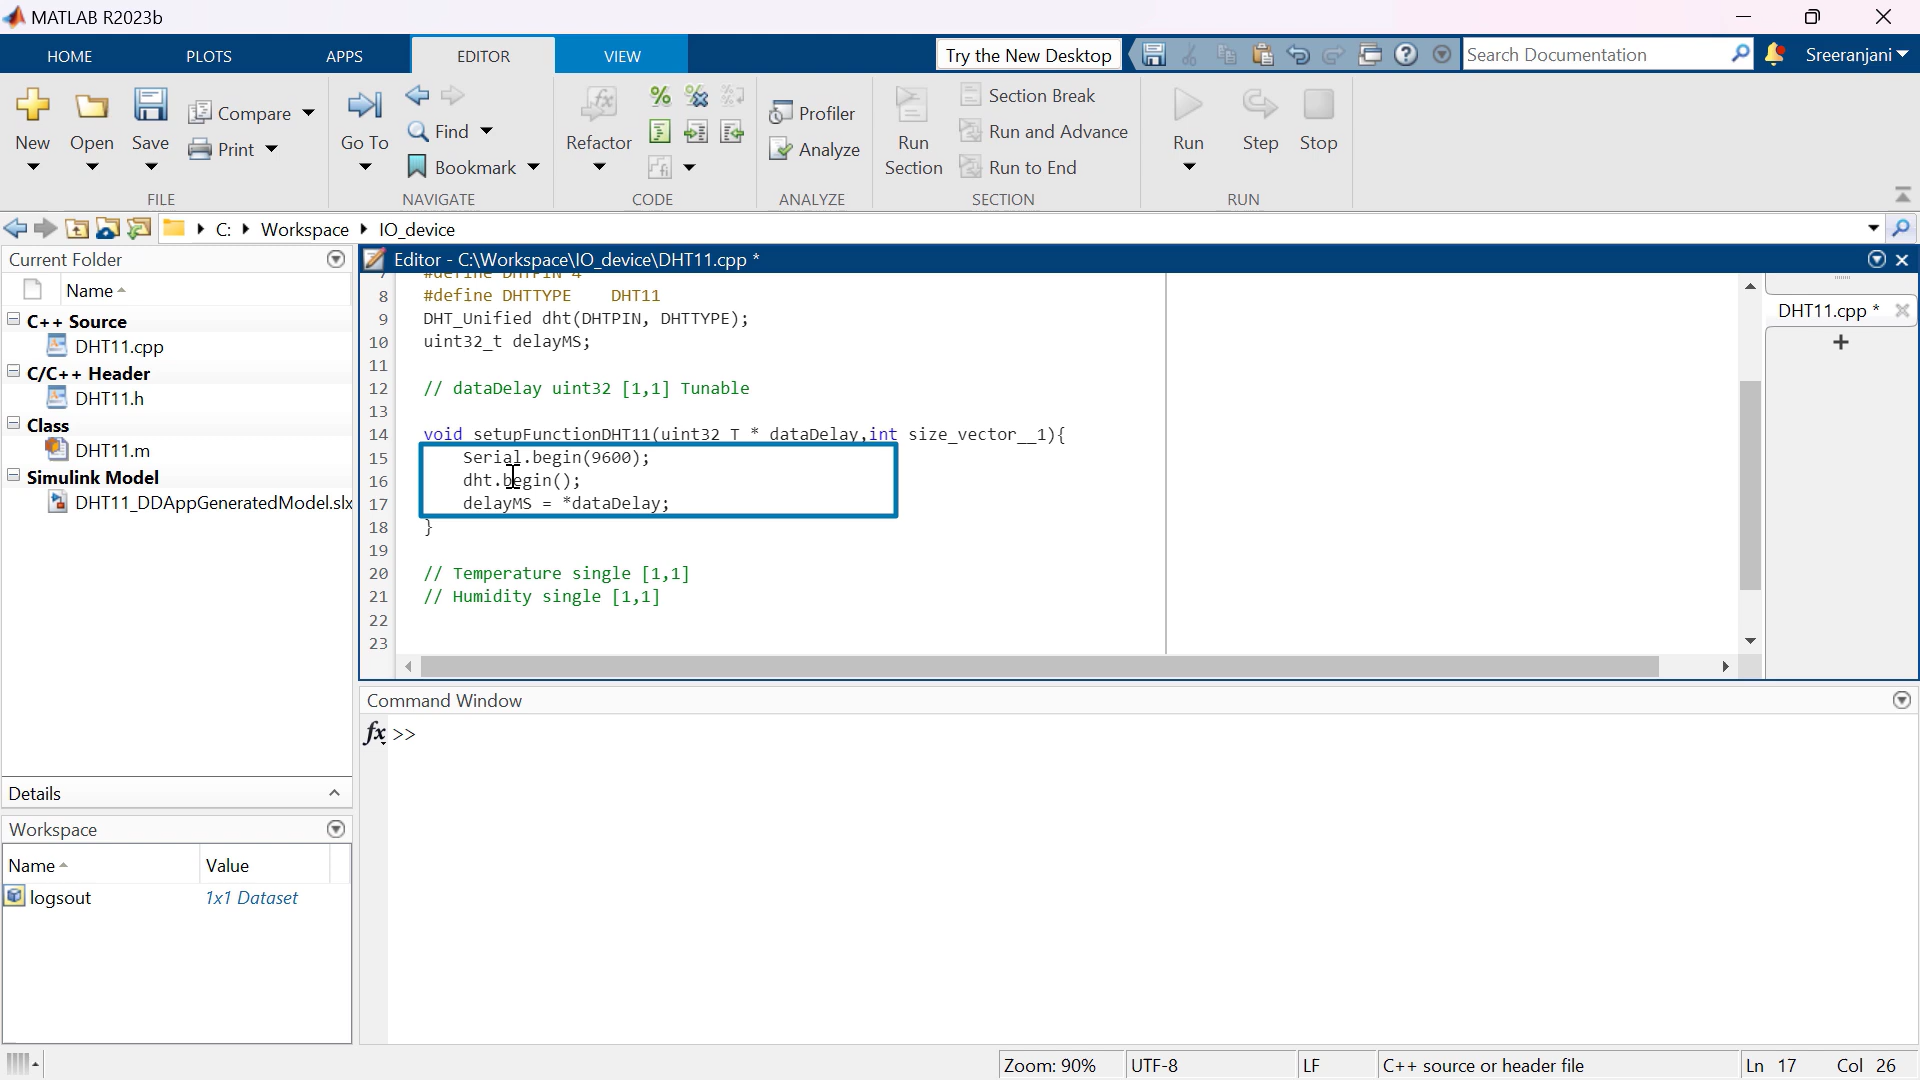 MATLAB R2023b
HOME PLOTS APPS EDITOR VIEW Try the New Desktop Search Documentation Sreeranjani
New Open Save Compare Print
FILE
Go To Find Bookmark
NAVIGATE
Refactor
CODE
Profiler Analyze
ANALYZE
Run Section Section Break Run and Advance Run to End
SECTION
Run Step Stop
RUN
C: Workspace IO_device
Current Folder
Name
C++ Source
DHT11.cpp
C/C++ Header
DHT11.h
Class
DHT11.m
Simulink Model
DHT11_DDAppGeneratedModel.slx
Details
Workspace
Name Value
logsout 1x1 Dataset
Editor - C:\Workspace\IO_device\DHT11.cpp *
DHT11.cpp *
7 #define DHTPIN 4
8 #define DHTTYPE    DHT11
9 DHT_Unified dht(DHTPIN, DHTTYPE);
10 uint32_t delayMS;
11
12 // dataDelay uint32 [1,1] Tunable
13
14 void setupFunctionDHT11(uint32_T * dataDelay,int size_vector__1){
15 Serial.begin(9600);
16 dht.begin();
17 delayMS = *dataDelay;
18 }
19
20 // Temperature single [1,1]
21 // Humidity single [1,1]
22
23
Command Window
fx >>
Zoom: 90% UTF-8 LF C++ source or header file Ln 17 Col 26